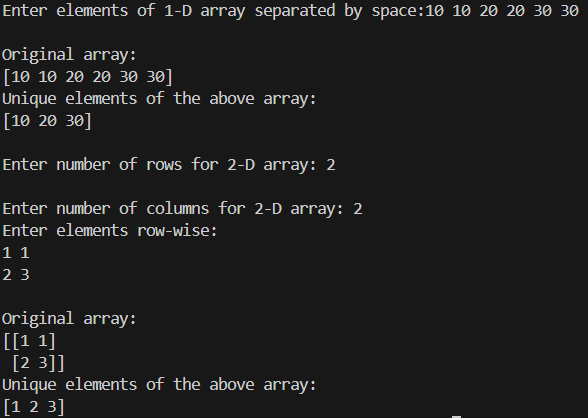 Enter elements of 1-D array separated by space:10 10 20 20 30 30
Original array:
[10 10 20 20 30 30]
Unique elements of the above array:
[10 20 30]
Enter number of rows for 2-D array: 2
Enter number of columns for 2-D array: 2
Enter elements row-wise:
1 1
2 3
Original array:
[[1 1]
 [2 3]]
Unique elements of the above array:
[1 2 3]